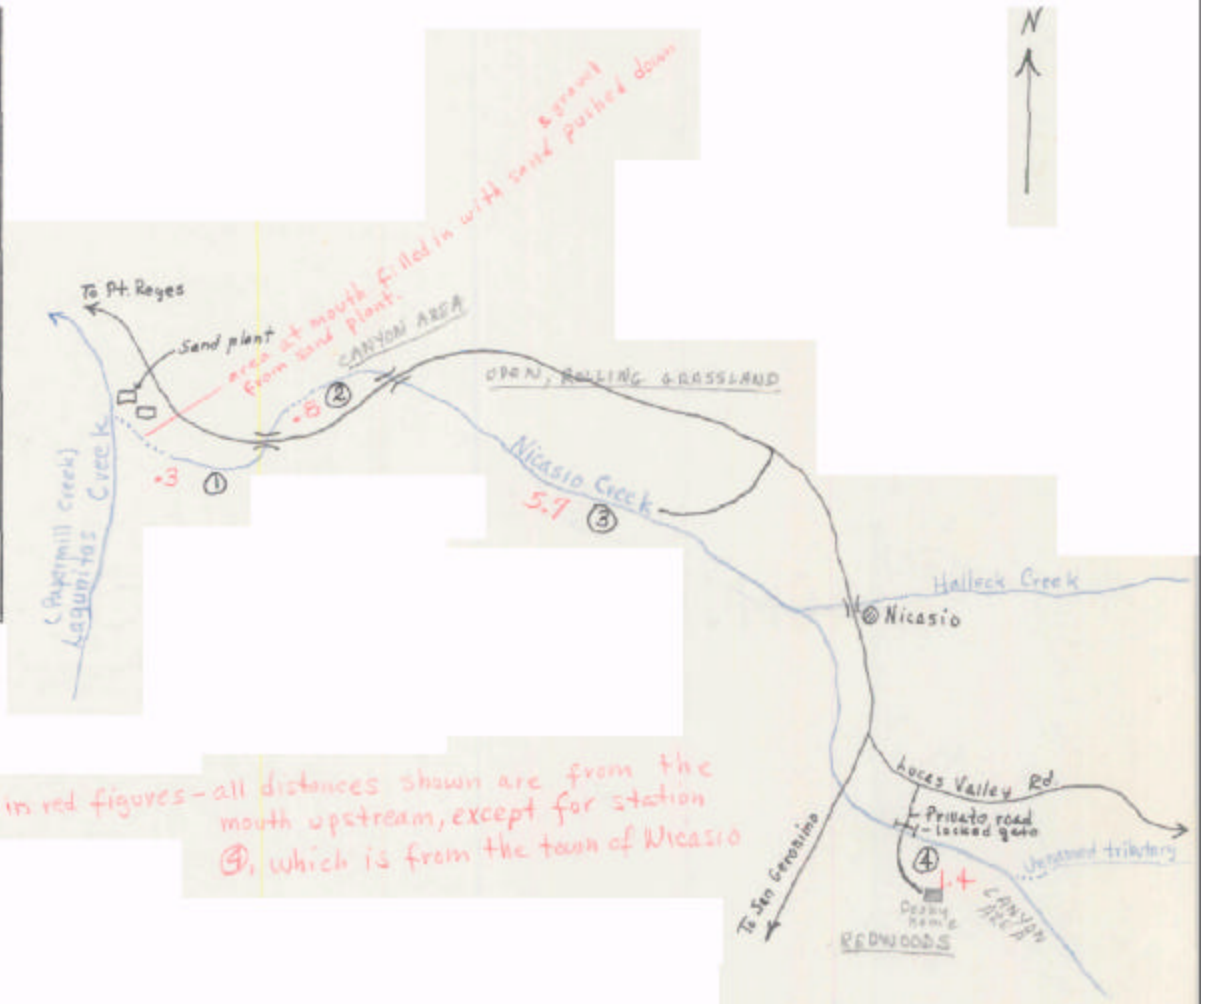 N
& gravel
area at mouth filled in with sand pushed down
from sand plant.
To Pt. Reyes
Sand plant
CANYON AREA
OPEN, ROLLING GRASSLAND
②
.8
.3
①
Nicasio Creek
5.7
③
(Papermill Creek)
Lagunitas Creek
Halleck Creek
Nicasio
in red figures - all distances shown are from the
mouth upstream, except for station
④, which is from the town of Nicasio
Lucas Valley Rd.
Private road
locked gate
④
1.4
Unnamed tributary
To San Geronimo
home
CANYON
AREA
REDWOODS